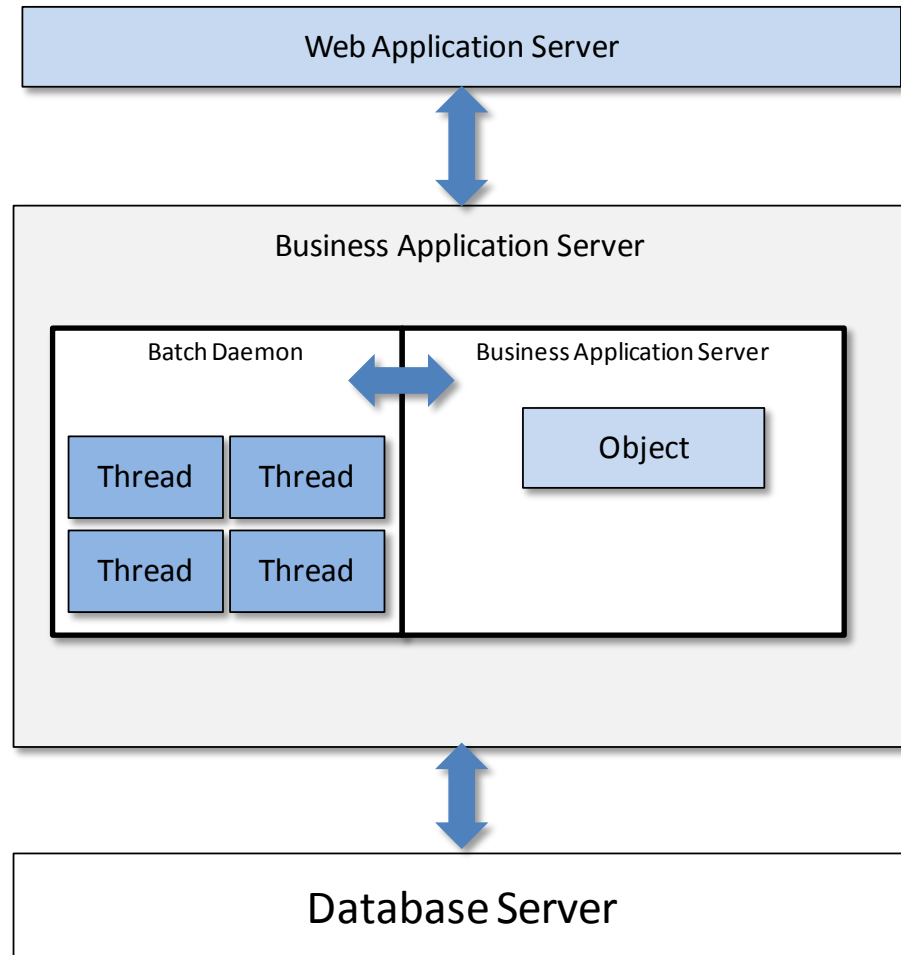 Web Application Server
Business Application Server
Batch Daemon
Business Application Server
Object
Thread
Thread
Thread
Thread
Database Server